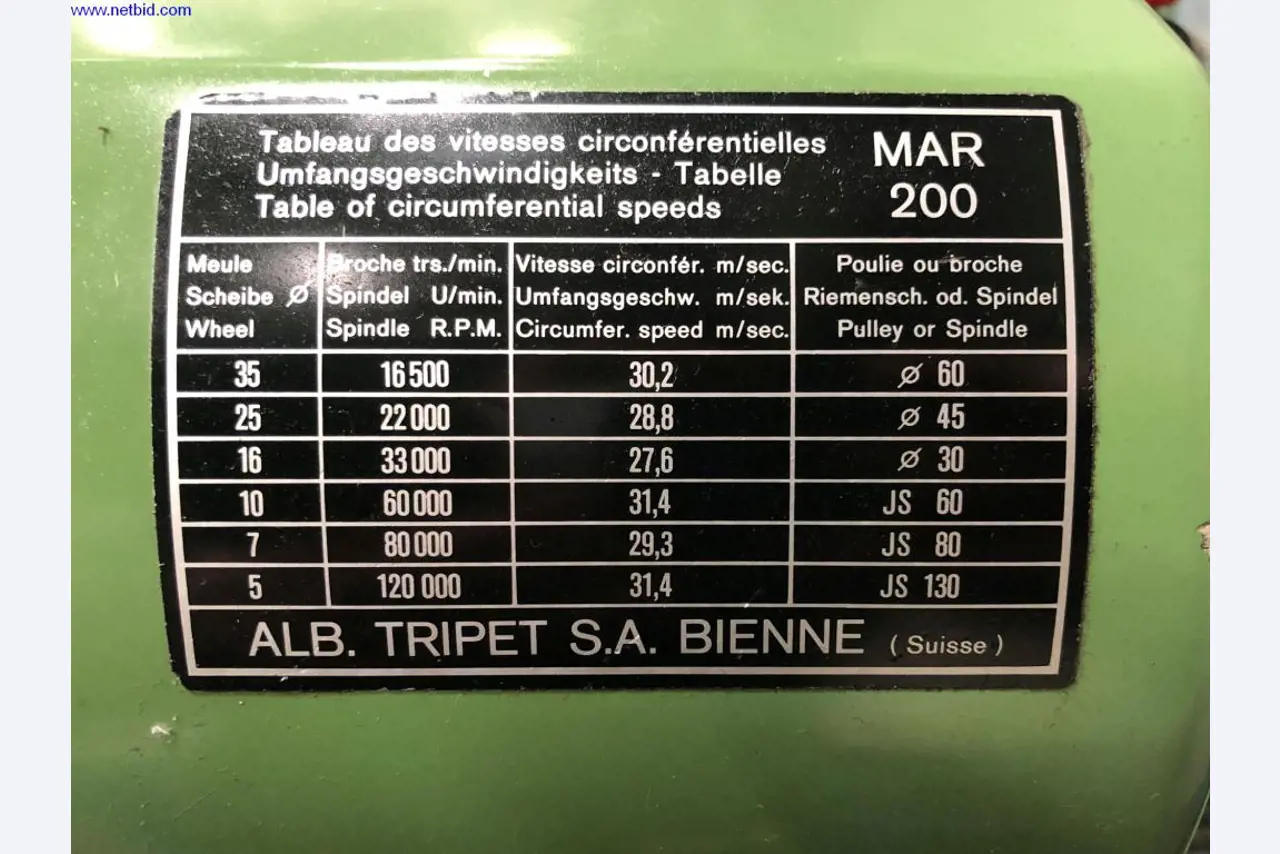 www.netbid.com
Tableau des vitesses circonférentielles
Umfangsgeschwindigkeits - Tabelle
Table of circumferential speeds
MAR
200
Meule
Scheibe Ø
Wheel
Broche trs./min.
Spindel U/min.
Spindle R.P.M.
Vitesse circonfér. m/sec.
Umfangsgeschw. m/sek.
Circumfer. speed m/sec.
Poulie ou broche
Riemensch. od. Spindel
Pulley or Spindle
35 16 500 30,2 Ø 60
25 22 000 28,8 Ø 45
16 33 000 27,6 Ø 30
10 60 000 31,4 JS 60
7 80 000 29,3 JS 80
5 120 000 31,4 JS 130
ALB. TRIPET S.A. BIENNE (Suisse)